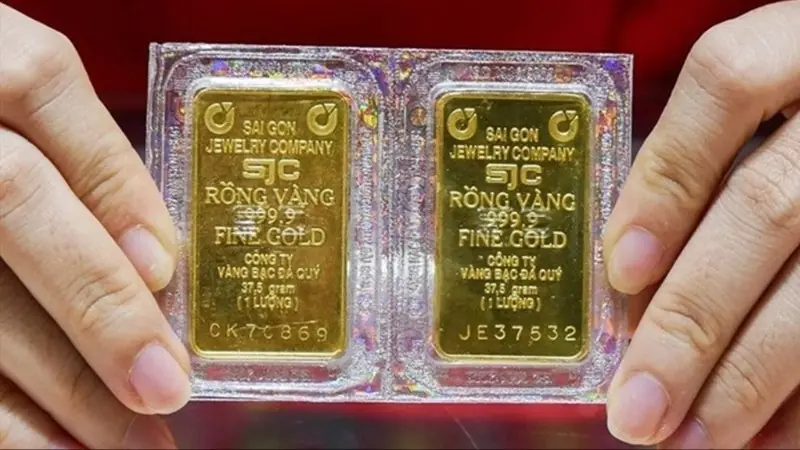 SAI GON
JEWELRY COMPANY
SJC
RỒNG VÀNG
999.9
FINE GOLD
CÔNG TY
VÀNG BẠC ĐÁ QUÝ
37,5 gram
(1 LƯỢNG)
CK70869
SAI GON
JEWELRY COMPANY
SJC
RỒNG VÀNG
999.9
FINE GOLD
CÔNG TY
VÀNG BẠC ĐÁ QUÝ
37,5 gram
(1 LƯỢNG)
JE37532